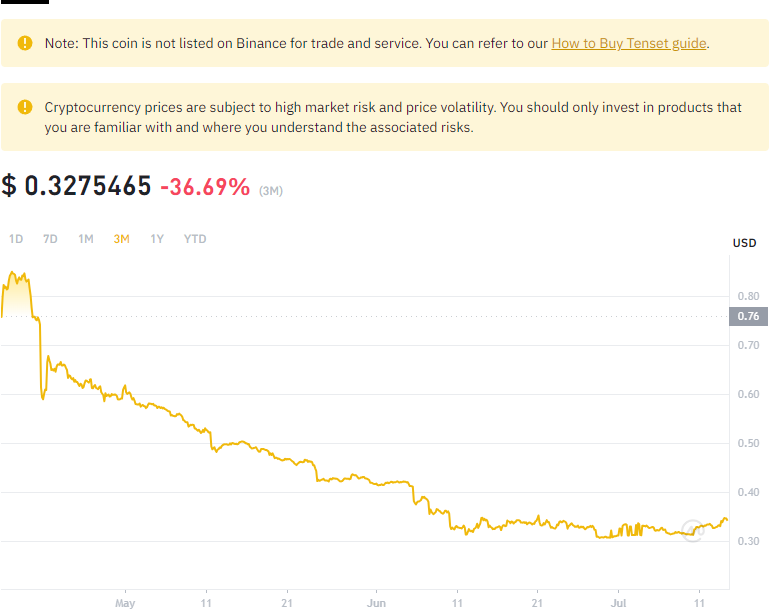 Note: This coin is not listed on Binance for trade and service. You can refer to our How to Buy Tenset guide.
Cryptocurrency prices are subject to high market risk and price volatility. You should only invest in products that
you are familiar with and where you understand the associated risks.
$ 0.3275465 -36.69% (3M)
1D 7D 1M 3M 1Y YTD
USD
0.80
0.76
0.70
0.60
0.50
0.40
0.30
May 11 21 Jun 11 21 Jul 11